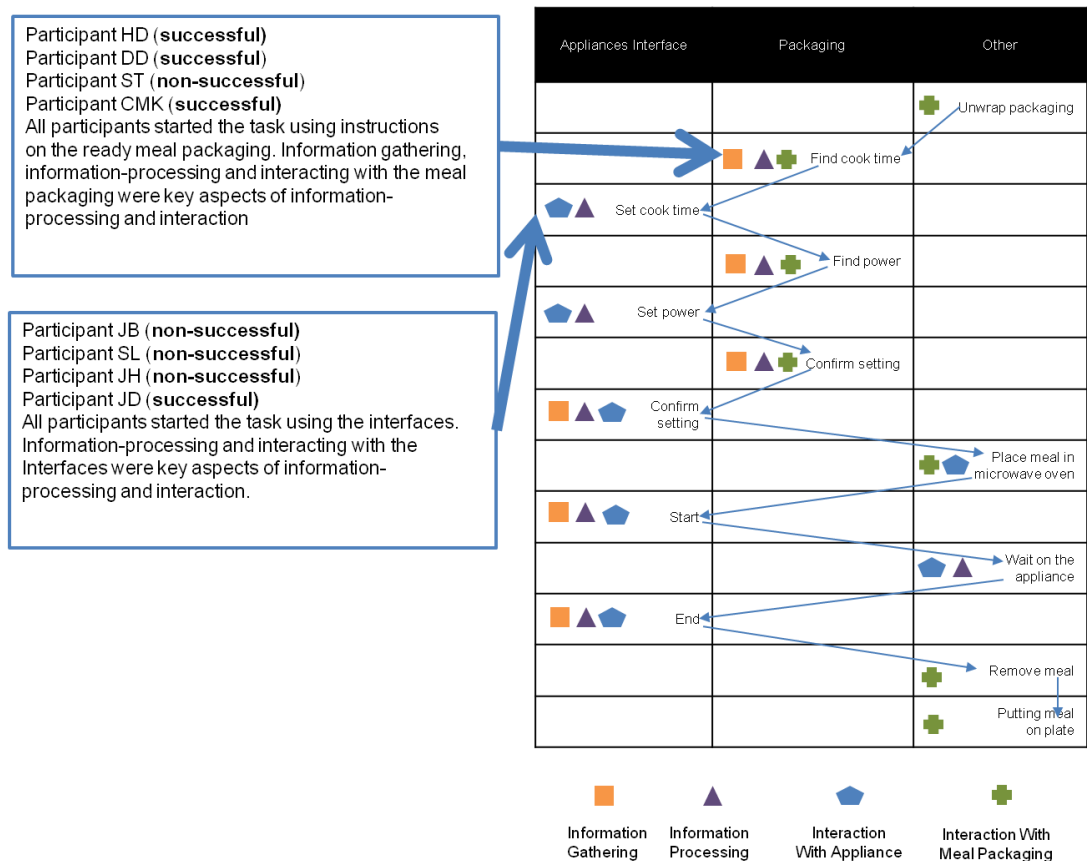 Participant HD (successful)
Participant DD (successful)
Participant ST (non-successful)
Participant CMK (successful)
All participants started the task using instructions
on the ready meal packaging. Information gathering,
information-processing and interacting with the meal
packaging were key aspects of information-
processing and interaction
Participant JB (non-successful)
Participant SL (non-successful)
Participant JH (non-successful)
Participant JD (successful)
All participants started the task using the interfaces.
Information-processing and interacting with the
Interfaces were key aspects of information-
processing and interaction.
Appliances Interface
Packaging
Other
Unwrap packaging
Find cook time
Set cook time
Find power
Set power
Confirm setting
Confirm
setting
Place meal in
microwave oven
Start
Wait on the
appliance
End
Remove meal
Putting meal
on plate
Information
Gathering
Information
Processing
Interaction
With Appliance
Interaction With
Meal Packaging